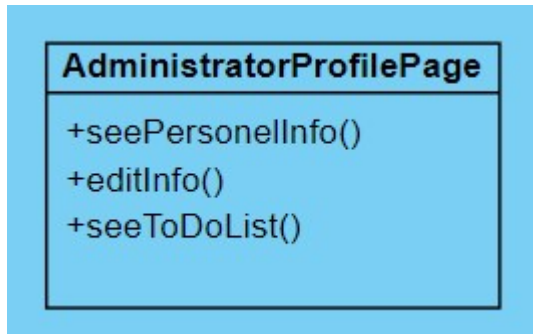 AdministratorProfilePage
+seePersonelInfo()
+editInfo()
+seeToDoList()